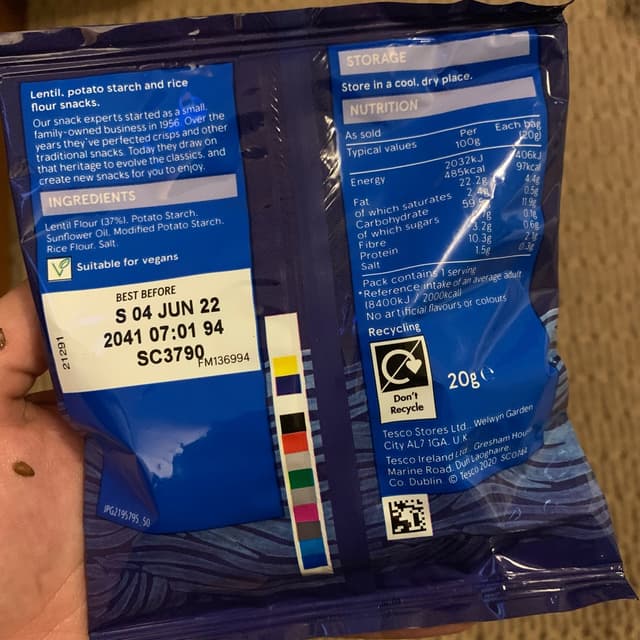 Lentil, potato starch and rice
flour snacks.
Our snack experts started as a small,
family-owned business in 1956. Over the
years they've perfected crisps and other
traditional snacks. Today they draw on
that heritage to evolve the classics, and
create new snacks for you to enjoy.
INGREDIENTS
Lentil Flour (37%), Potato Starch,
Sunflower Oil, Modified Potato Starch,
Rice Flour, Salt.
V
Suitable for vegans
BEST BEFORE
S 04 JUN 22
2041 07:01 94
SC3790
FM136994
21291
JPG2195795_S0
STORAGE
Store in a cool, dry place.
NUTRITION
As sold
Typical values Per 100g Each bag (20g)
Energy 2032kJ 406kJ
485kcal 97kcal
Fat 22.2g 4.4g
of which saturates 2.4g 0.5g
Carbohydrate 11.9g
of which sugars 0.1g
Fibre 3.2g 0.6g
Protein 10.3g
Salt 1.5g 0.3g
Pack contains 1 serving
*Reference intake of an average adult
(8400kJ / 2000kcal)
No artificial flavours or colours
Recycling
Don't
Recycle
20g e
Tesco Stores Ltd., Welwyn Garden
City AL7 1GA, U.K.
Tesco Ireland Ltd., Gresham House,
Marine Road, Dun Laoghaire,
Co. Dublin. © Tesco 2020 SC0744